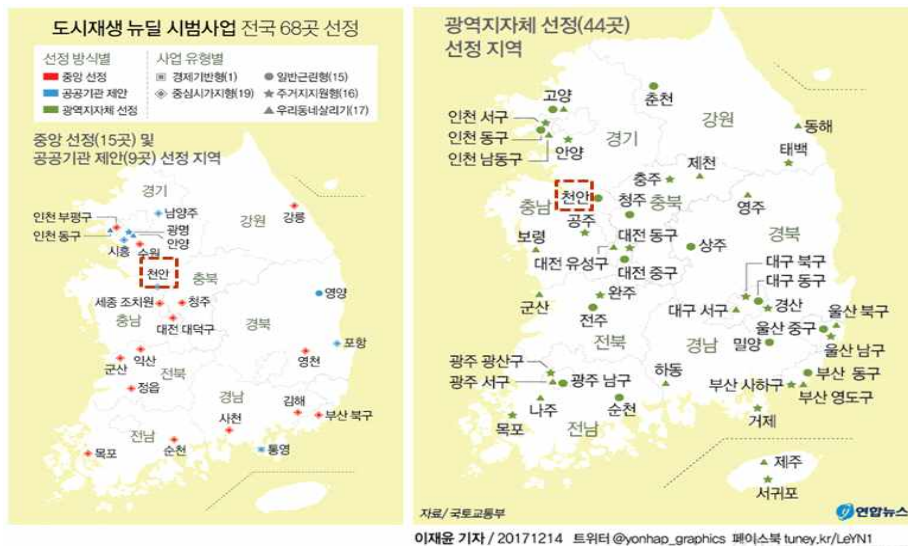 도시재생 뉴딜 시범사업 전국 68곳 선정
선정 방식별
중앙 선정
공공기관 제안
광역지자체 선정
사업 유형별
경제기반형(1)
중심시가지형(19)
일반근린형(15)
주거지지원형(16)
우리동네살리기(17)
중앙 선정(15곳) 및
공공기관 제안(9곳) 선정 지역
경기
남양주
인천 부평구
광명
인천 동구
안양
시흥
수원
강원
강릉
천안
충북
세종 조치원
청주
영양
충남
대전 대덕구
경북
포항
익산
군산
전북
영천
정읍
경남
김해
사천
부산 북구
전남
목포
순천
통영
광역지자체 선정(44곳)
선정 지역
고양
춘천
인천 서구
경기
강원
동해
인천 동구
인천 남동구
안양
태백
제천
충주
천안
충남
청주
충북
영주
공주
보령
대전 동구
경북
대전 유성구
상주
대전 중구
대구 북구
대구 동구
군산
완주
대구 서구
경산
울산 북구
전주
울산 중구
전북
경남
밀양
울산 남구
광주 광산구
하동
부산 동구
광주 서구
광주 남구
부산 사하구
나주
순천
부산 영도구
목포
전남
거제
제주
서귀포
자료/ 국토교통부
연합뉴스
이재윤 기자 / 20171214 트위터 @yonhap_graphics 페이스북 tuney.kr/LeYN1